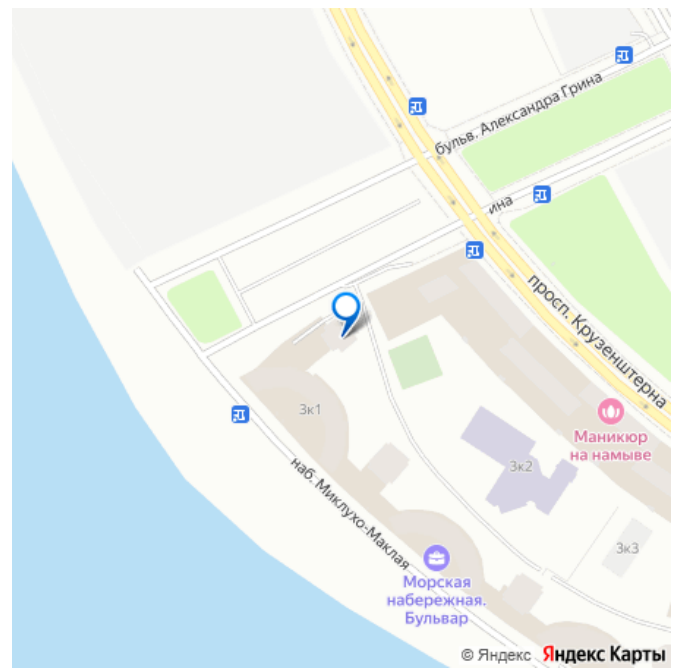 бульв. Александра Грина
ина
просп. Крузенштерна
Маникюр
на намыве
3к1
3к2
3к3
наб. Миклухо-Маклая
Морская
набережная.
Бульвар
© Яндекс Яндекс Карты